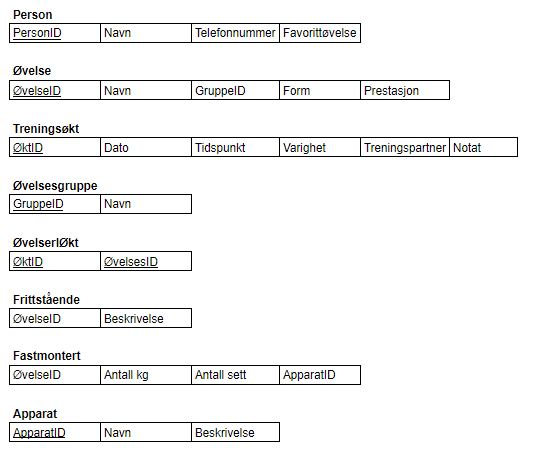 Person
PersonID Navn Telefonnummer Favorittøvelse
Øvelse
ØvelseID Navn GruppeID Form Prestasjon
Treningsøkt
ØktID Dato Tidspunkt Varighet Treningspartner Notat
Øvelsesgruppe
GruppeID Navn
ØvelserIØkt
ØktID ØvelsesID
Frittstående
ØvelseID Beskrivelse
Fastmontert
ØvelseID Antall kg Antall sett ApparatID
Apparat
ApparatID Navn Beskrivelse